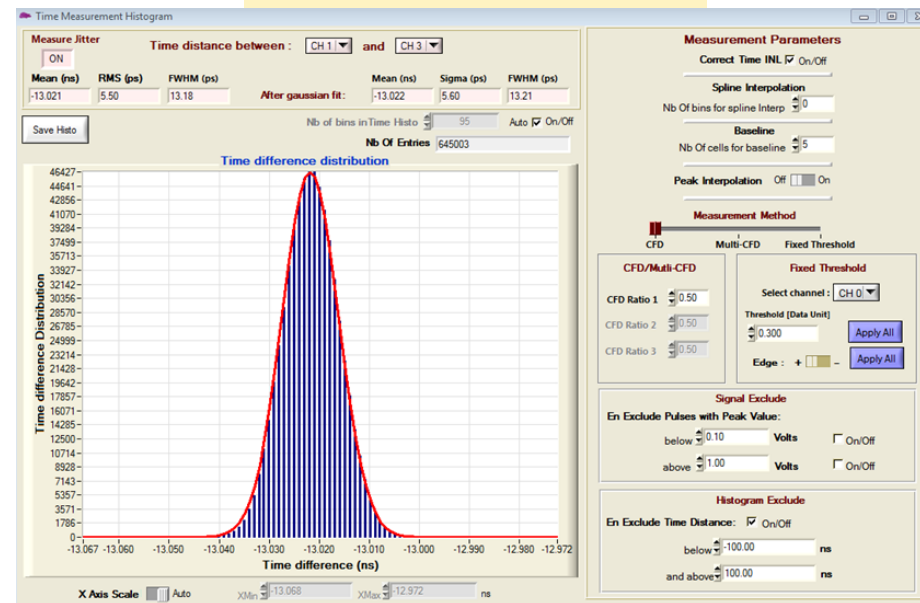 Time Measurement Histogram
Measure Jitter
ON
Time distance between : CH 1 and CH 3
Mean (ns) RMS (ps) FWHM (ps) Mean (ns) Sigma (ps) FWHM (ps)
-13.021 5.50 13.18 After gaussian fit: -13.022 5.60 13.21
Save Histo
Nb of bins in Time Histo 95 Auto On/Off
Nb Of Entries 645003
Time difference distribution
Time difference Distribution
46427
44641
42856
41070
39284
37499
35713
33927
32142
30356
28570
26785
24999
23214
21428
19642
17857
16071
14285
12500
10714
8928
7143
5357
3571
1786
0
-13.067 -13.060 -13.050 -13.040 -13.030 -13.020 -13.010 -13.000 -12.990 -12.980 -12.972
Time difference (ns)
X Axis Scale Auto XMin -13.068 XMax -12.972 ns
Measurement Parameters
Correct Time INL On/Off
Spline Interpolation
Nb Of bins for spline Interp 0
Baseline
Nb Of cells for baseline 5
Peak Interpolation Off On
Measurement Method
CFD Multi-CFD Fixed Threshold
CFD/Mutli-CFD
CFD Ratio 1 0.50
CFD Ratio 2 0.50
CFD Ratio 3 0.50
Fixed Threshold
Select channel : CH 0
Threshold [Data Unit]
0.300 Apply All
Edge : + - Apply All
Signal Exclude
En Exclude Pulses with Peak Value:
below 0.10 Volts On/Off
above 1.00 Volts On/Off
Histogram Exclude
En Exclude Time Distance: On/Off
below -100.00 ns
and above 100.00 ns